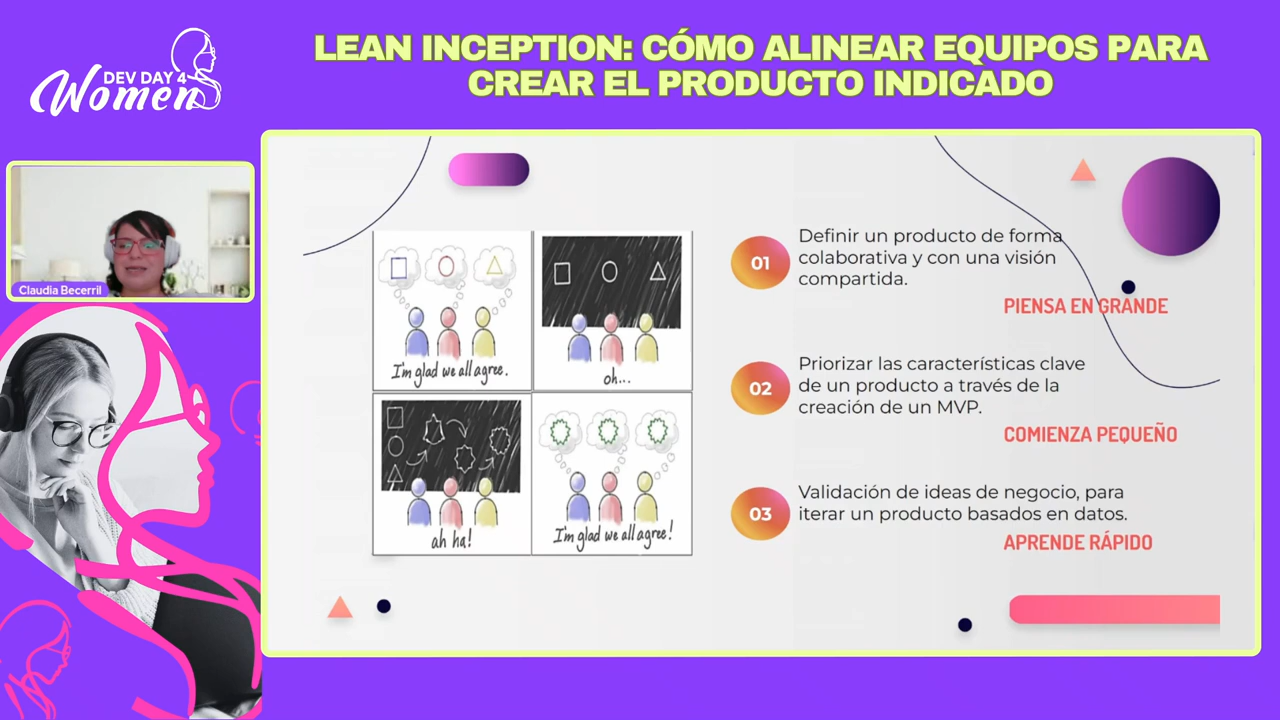 DEV DAY 4
Women
LEAN INCEPTION: CÓMO ALINEAR EQUIPOS PARA
CREAR EL PRODUCTO INDICADO
Claudia Becerril
I'm glad we all agree.
oh...
ah ha!
I'm glad we all agree!
01
Definir un producto de forma
colaborativa y con una visión
compartida.
PIENSA EN GRANDE
02
Priorizar las características clave
de un producto a través de la
creación de un MVP.
COMIENZA PEQUEÑO
03
Validación de ideas de negocio, para
iterar un producto basados en datos.
APRENDE RÁPIDO